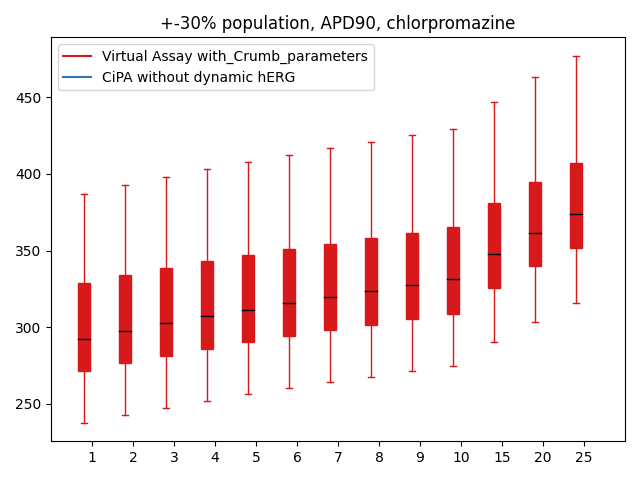 +-30% population, APD90, chlorpromazine
Virtual Assay with_Crumb_parameters
CiPA without dynamic hERG
450
400
350
300
250
1 2 3 4 5 6 7 8 9 10 15 20 25